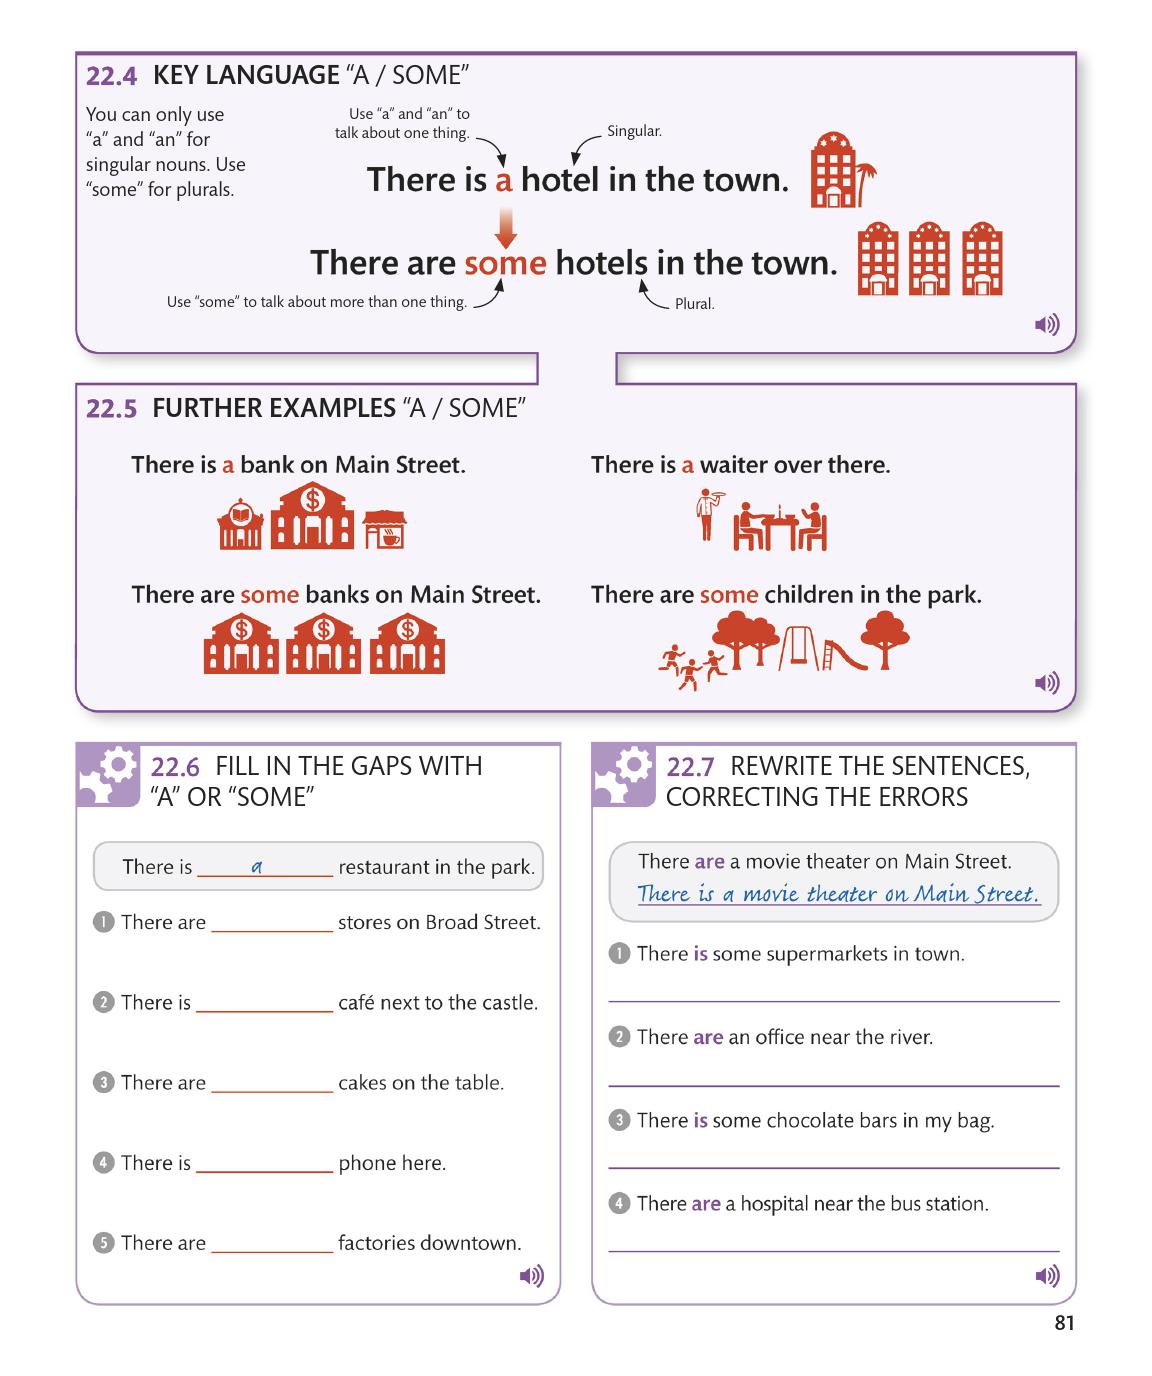 22.4 KEY LANGUAGE “A / SOME”
You can only use
“a” and “an” for
singular nouns. Use
“some” for plurals.
Use “a” and “an” to
talk about one thing.
Singular.
There is a hotel in the town.
There are some hotels in the town.
Use “some” to talk about more than one thing.
Plural.
22.5 FURTHER EXAMPLES “A / SOME”
There is a bank on Main Street.
$
There is a waiter over there.
There are some banks on Main Street.
$ $ $
There are some children in the park.
22.6 FILL IN THE GAPS WITH
“A” OR “SOME”
There is a restaurant in the park.
1 There are ___ stores on Broad Street.
2 There is ___ café next to the castle.
3 There are ___ cakes on the table.
4 There is ___ phone here.
5 There are ___ factories downtown.
22.7 REWRITE THE SENTENCES,
CORRECTING THE ERRORS
There are a movie theater on Main Street.
There is a movie theater on Main Street.
1 There is some supermarkets in town.
2 There are an office near the river.
3 There is some chocolate bars in my bag.
4 There are a hospital near the bus station.
81